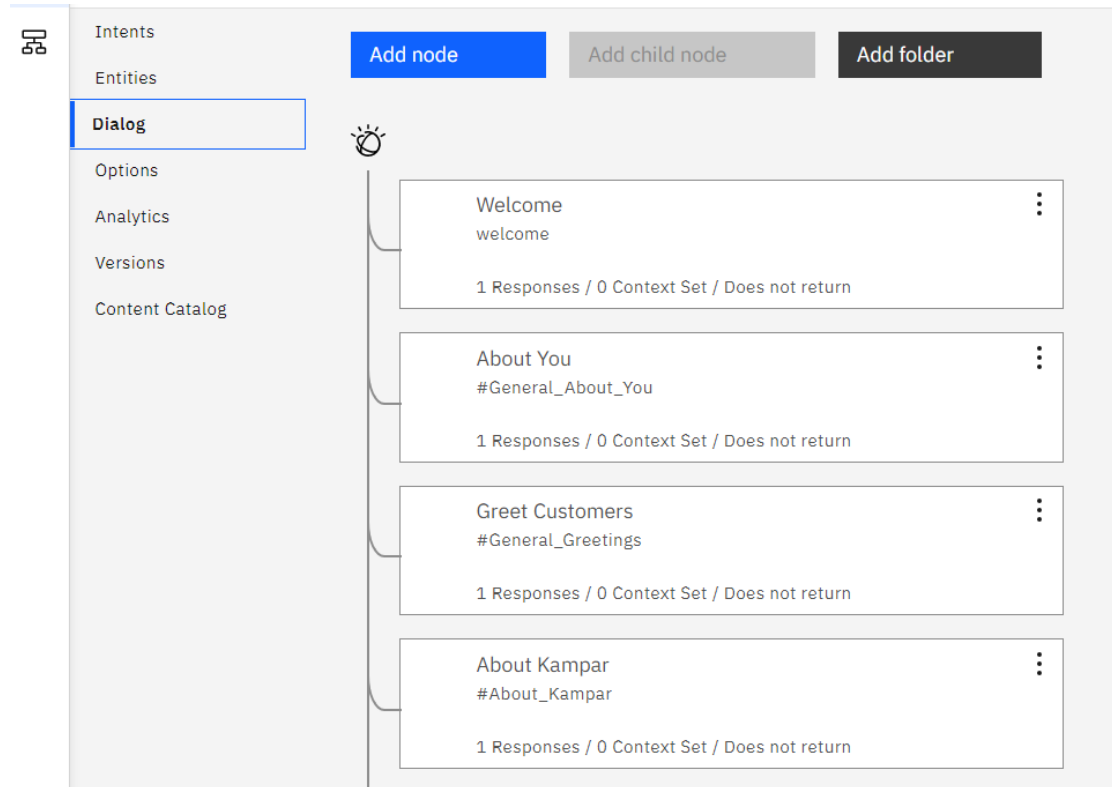 Intents
Entities
Dialog
Options
Analytics
Versions
Content Catalog
Add node
Add child node
Add folder
Welcome
welcome
1 Responses / 0 Context Set / Does not return
About You
#General_About_You
1 Responses / 0 Context Set / Does not return
Greet Customers
#General_Greetings
1 Responses / 0 Context Set / Does not return
About Kampar
#About_Kampar
1 Responses / 0 Context Set / Does not return